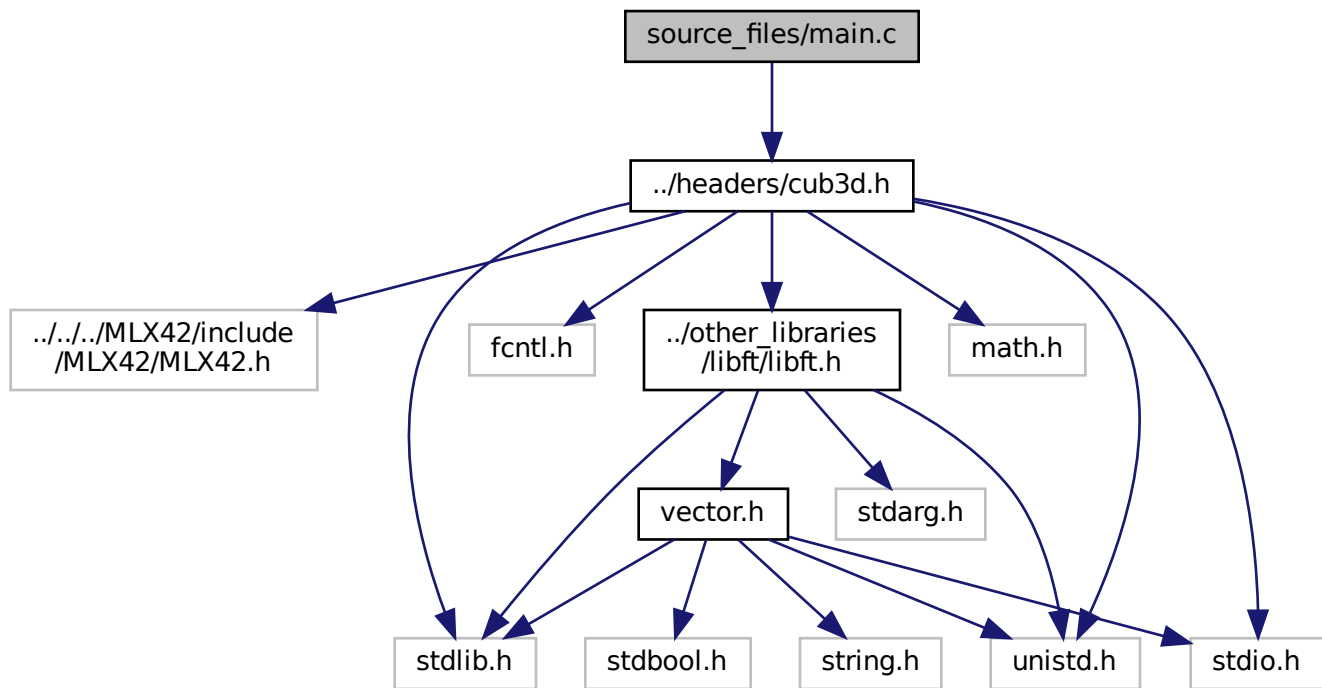 source_files/main.c
../headers/cub3d.h
../../../MLX42/include
/MLX42/MLX42.h
fcntl.h
../other_libraries
/libft/libft.h
math.h
vector.h
stdarg.h
stdlib.h
stdbool.h
string.h
unistd.h
stdio.h